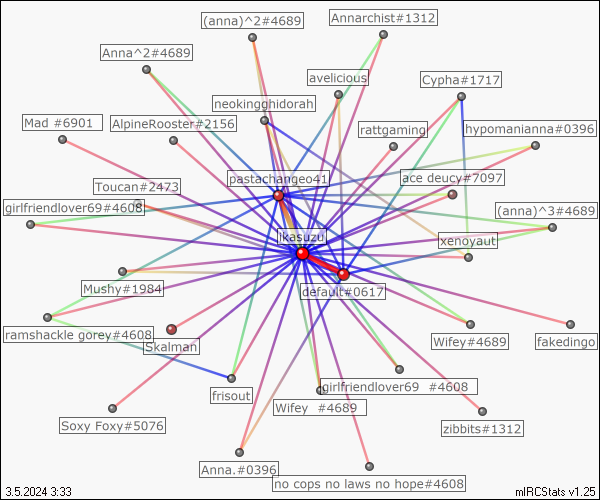 (anna)^2#4689
Annarchist#1312
Anna^2#4689
avelicious
Cypha#1717
neokingghidorah
Mad #6901
AlpineRooster#2156
rattgaming
hypomanianna#0396
pastachangeo41
ace deucy#7097
Toucan#2473
girlfriendlover69#4608
(anna)^3#4689
ikasuzu
xenoyaut
Mushy#1984
default#0617
ramshackle gorey#4608
Skalman
Wifey#4689
fakedingo
girlfriendlover69 #4608
frisout
Wifey #4689
Soxy Foxy#5076
zibbits#1312
Anna.#0396
no cops no laws no hope#4608
3.5.2024 3:33
mIRCStats v1.25